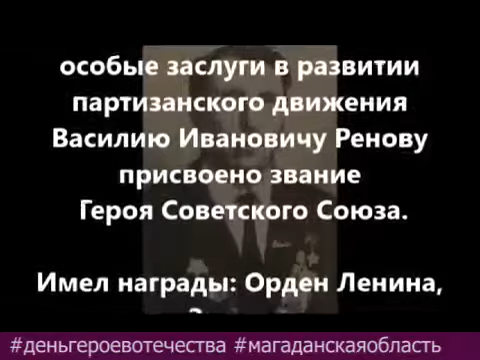 особые заслуги в развитии
партизанского движения
Василию Ивановичу Ренову
присвоено звание
Героя Советского Союза.
Имел награды: Орден Ленина,
#деньгероевотечества #магаданскаяобласть